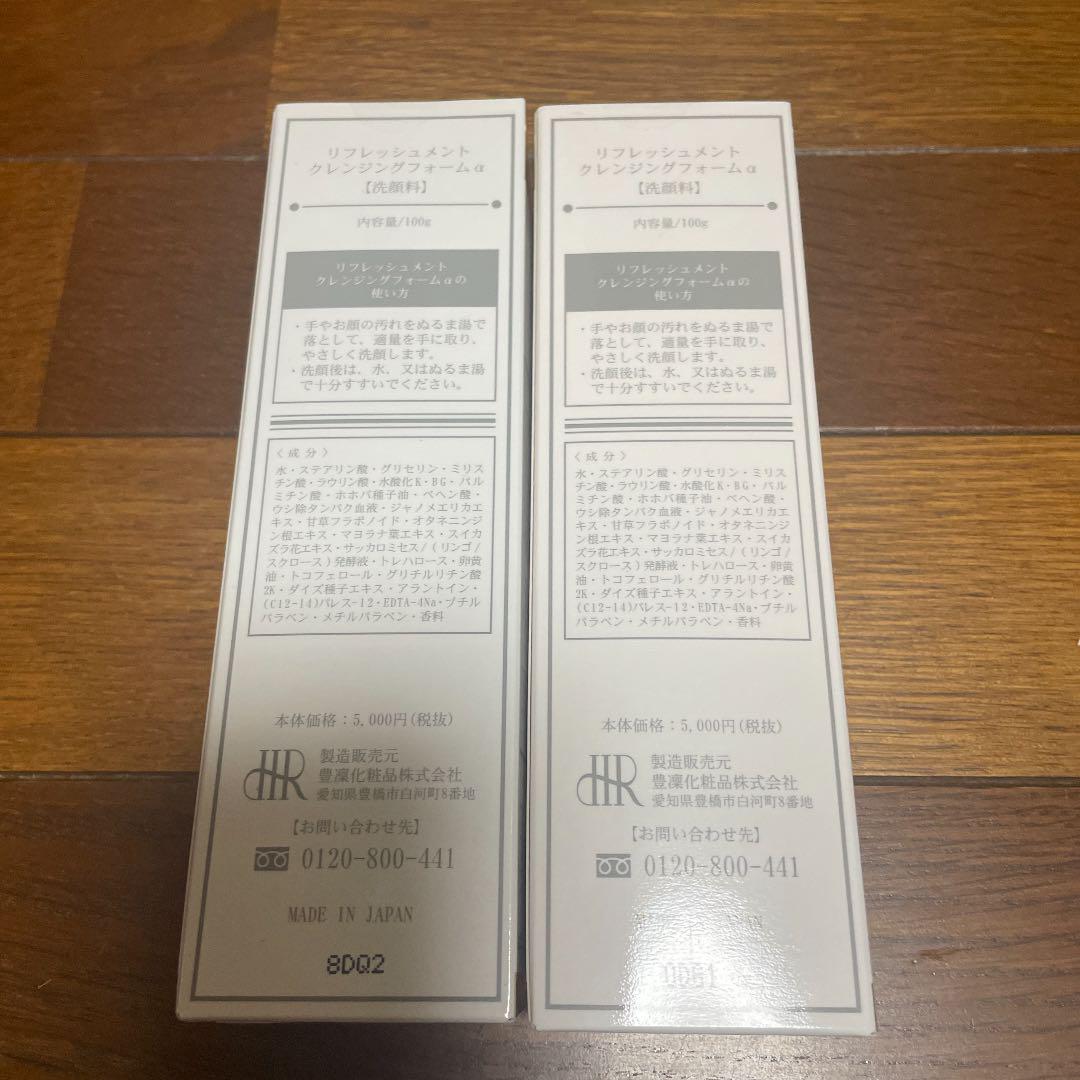 リフレッシュメント
クレンジングフォームα
【洗顔料】
内容量/100g
リフレッシュメント
クレンジングフォームαの
使い方
・手やお顔の汚れをぬるま湯で
落として、適量を手に取り、
やさしく洗顔します。
・洗顔後は、水、又はぬるま湯
で十分すすいでください。
〈成分〉
水・ステアリン酸・グリセリン・ミリス
チン酸・ラウリン酸・水酸化K・BG・パル
ミチン酸・ホホバ種子油・ベヘン酸・
ウシ除タンパク血液・ジャノメエリカエ
キス・甘草フラボノイド・オタネニンジ
ン根エキス・マヨラナ葉エキス・スイカ
ズラ花エキス・サッカロミセス/(リンゴ/
スクロース)発酵液・トレハロース・卵黄
油・トコフェロール・グリチルリチン酸
2K・ダイズ種子エキス・アラントイン・
(C12-14)パレス-12・EDTA-4Na・ブチル
パラベン・メチルパラベン・香料
本体価格：5,000円(税抜)
HR
製造販売元
豊凜化粧品株式会社
愛知県豊橋市白河町8番地
【お問い合わせ先】
0120-800-441
MADE IN JAPAN
8DQ2
リフレッシュメント
クレンジングフォームα
【洗顔料】
内容量/100g
リフレッシュメント
クレンジングフォームαの
使い方
・手やお顔の汚れをぬるま湯で
落として、適量を手に取り、
やさしく洗顔します。
・洗顔後は、水、又はぬるま湯
で十分すすいでください。
〈成分〉
水・ステアリン酸・グリセリン・ミリス
チン酸・ラウリン酸・水酸化K・BG・パル
ミチン酸・ホホバ種子油・ベヘン酸・
ウシ除タンパク血液・ジャノメエリカエ
キス・甘草フラボノイド・オタネニンジ
ン根エキス・マヨラナ葉エキス・スイカ
ズラ花エキス・サッカロミセス/(リンゴ/
スクロース)発酵液・トレハロース・卵黄
油・トコフェロール・グリチルリチン酸
2K・ダイズ種子エキス・アラントイン・
(C12-14)パレス-12・EDTA-4Na・ブチル
パラベン・メチルパラベン・香料
本体価格：5,000円(税抜)
HR
製造販売元
豊凜化粧品株式会社
愛知県豊橋市白河町8番地
【お問い合わせ先】
0120-800-441